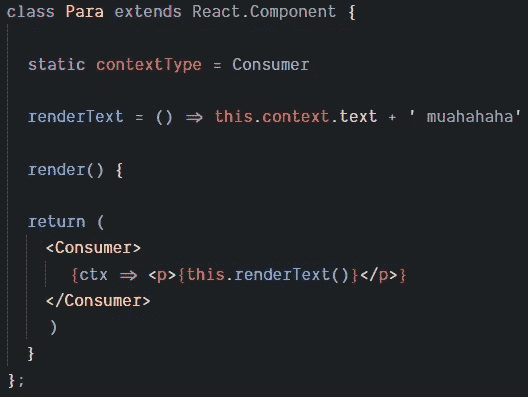 class Para extends React.Component {
static contextType = Consumer
renderText = () => this.context.text + ' muahahaha'
render() {
return (
<Consumer>
{ctx => <p>{this.renderText()}</p>}
</Consumer>
)
}
};